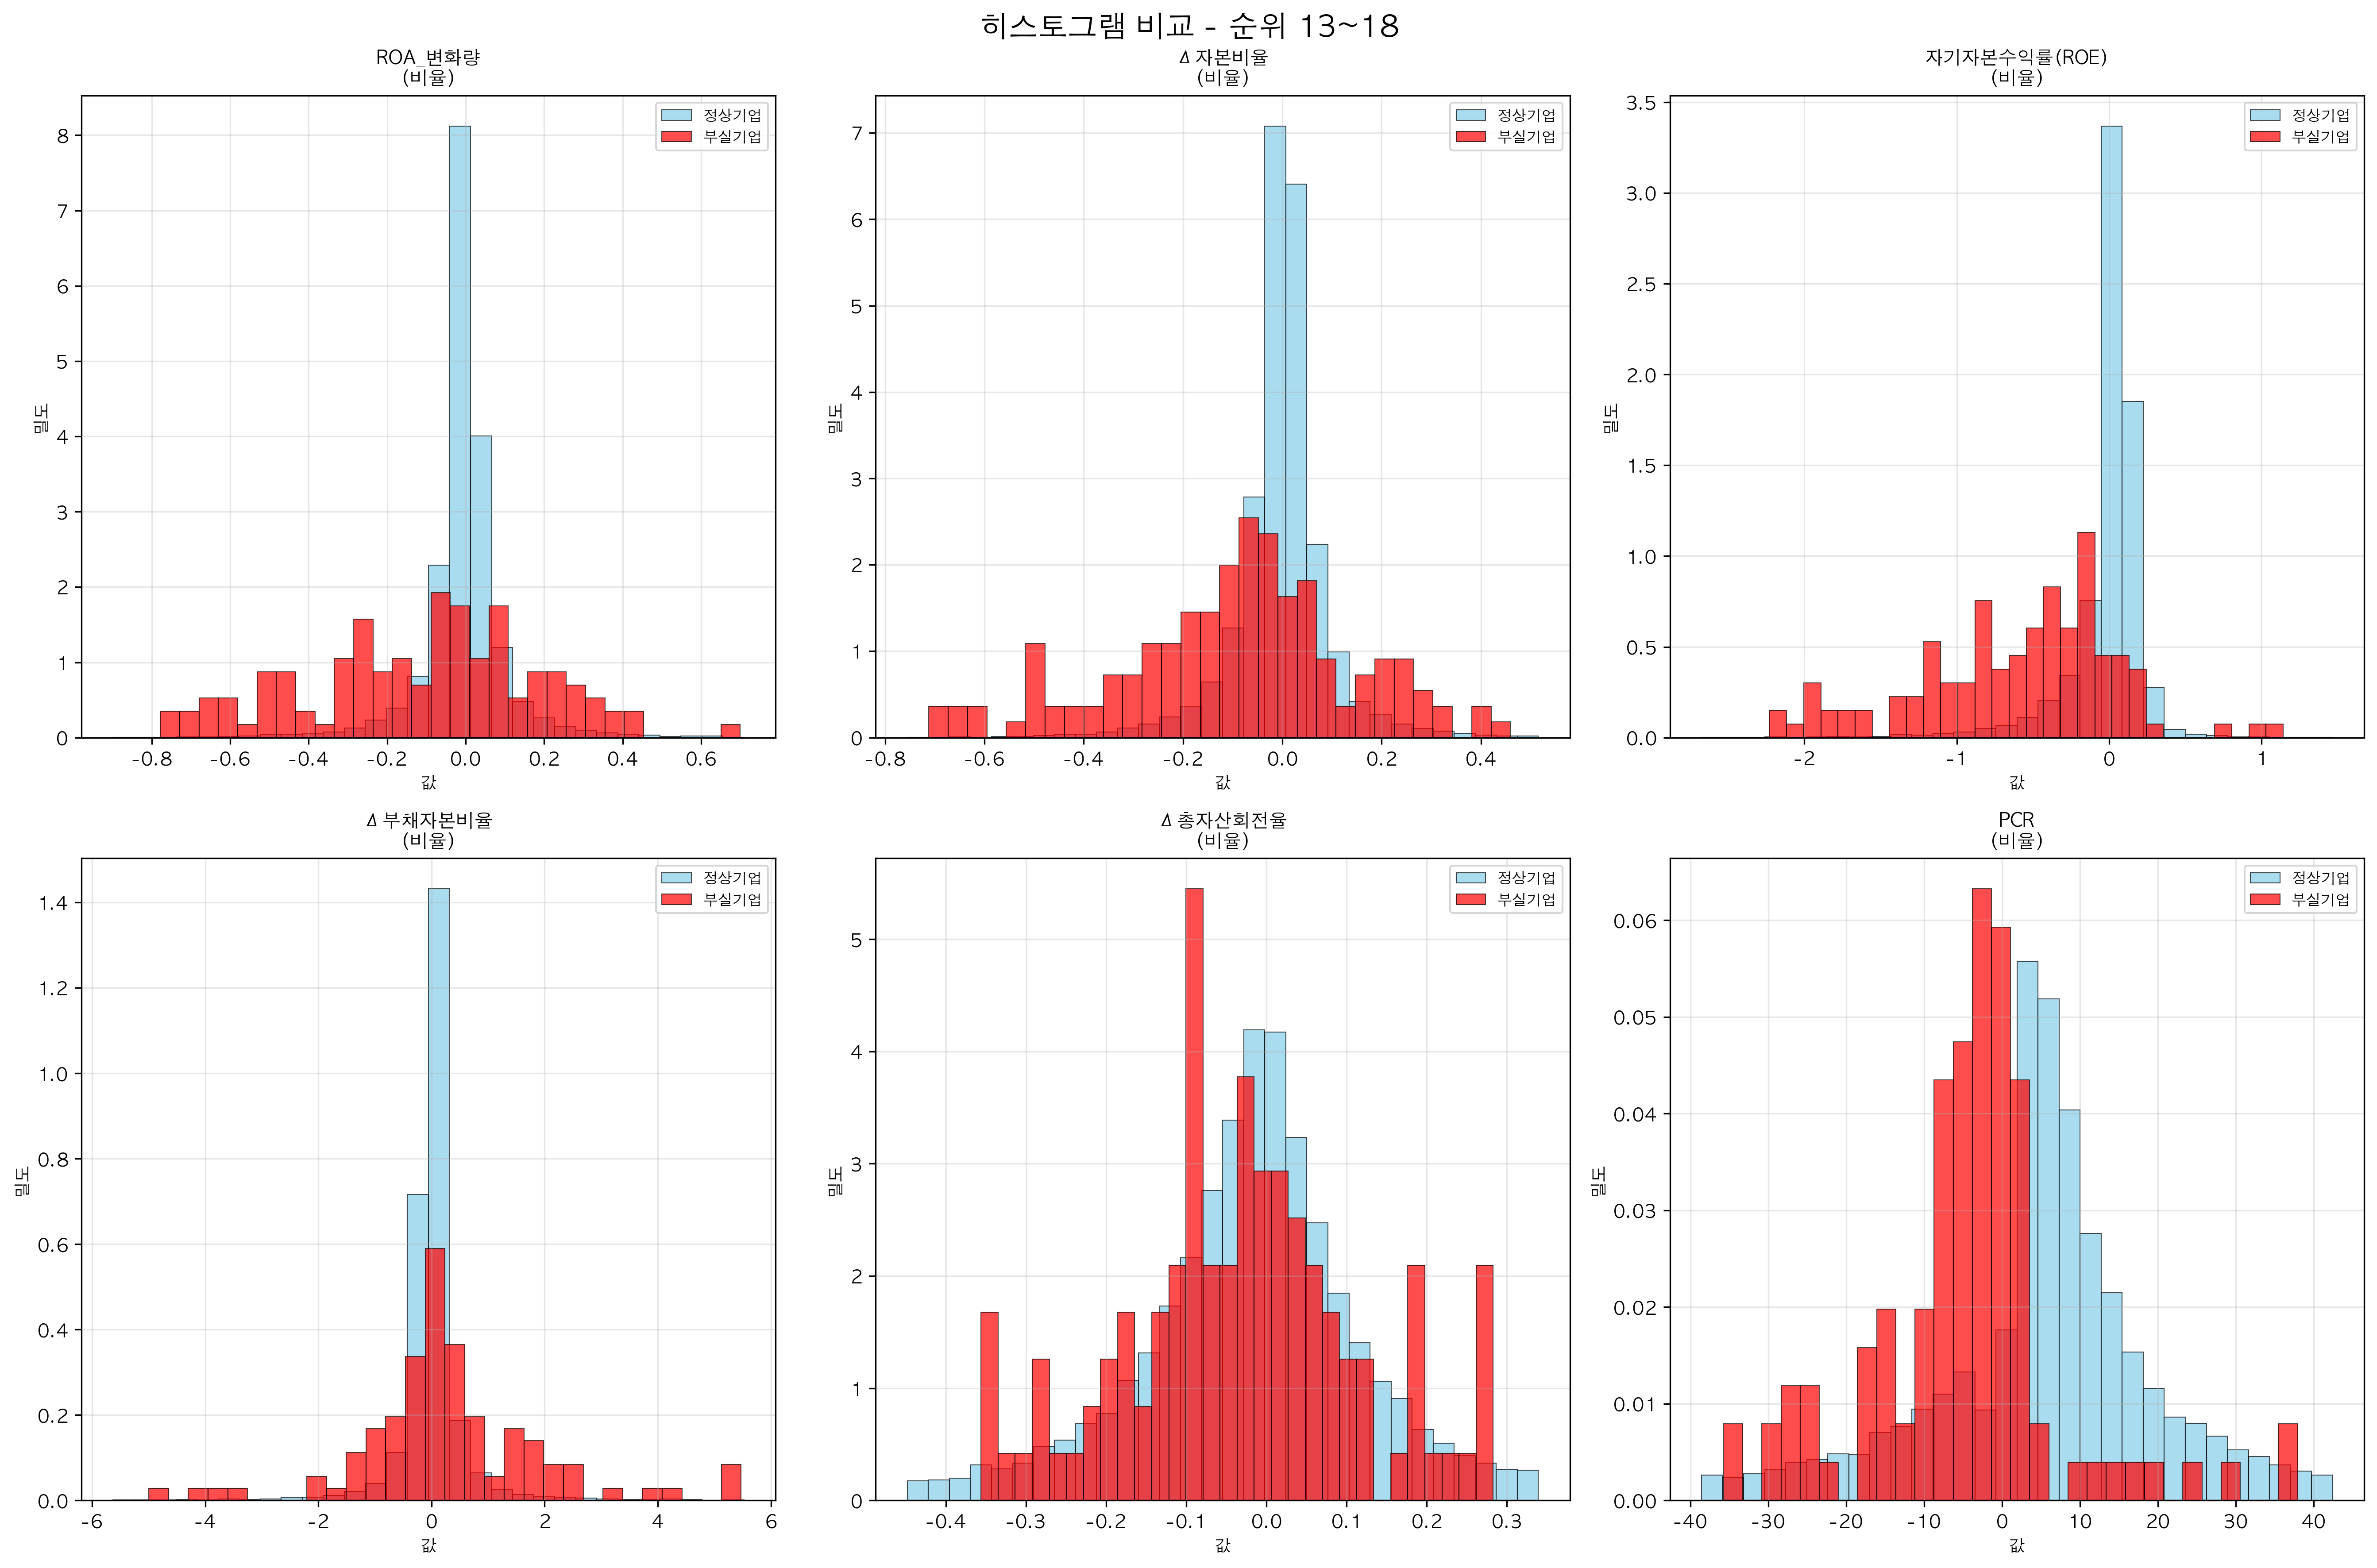 히스토그램 비교 - 순위 13~18
ROA_변화량
(비율)
정상기업
부실기업
밀도
8
7
6
5
4
3
2
1
0
-0.8 -0.6 -0.4 -0.2 0.0 0.2 0.4 0.6
값
Δ 자본비율
(비율)
정상기업
부실기업
밀도
7
6
5
4
3
2
1
0
-0.8 -0.6 -0.4 -0.2 0.0 0.2 0.4
값
자기자본수익률(ROE)
(비율)
정상기업
부실기업
밀도
3.5
3.0
2.5
2.0
1.5
1.0
0.5
0.0
-2 -1 0 1
값
Δ 부채자본비율
(비율)
정상기업
부실기업
밀도
1.4
1.2
1.0
0.8
0.6
0.4
0.2
0.0
-6 -4 -2 0 2 4 6
값
Δ 총자산회전율
(비율)
정상기업
부실기업
밀도
5
4
3
2
1
0
-0.4 -0.3 -0.2 -0.1 0.0 0.1 0.2 0.3
값
PCR
(비율)
정상기업
부실기업
밀도
0.06
0.05
0.04
0.03
0.02
0.01
0.00
-40 -30 -20 -10 0 10 20 30 40
값